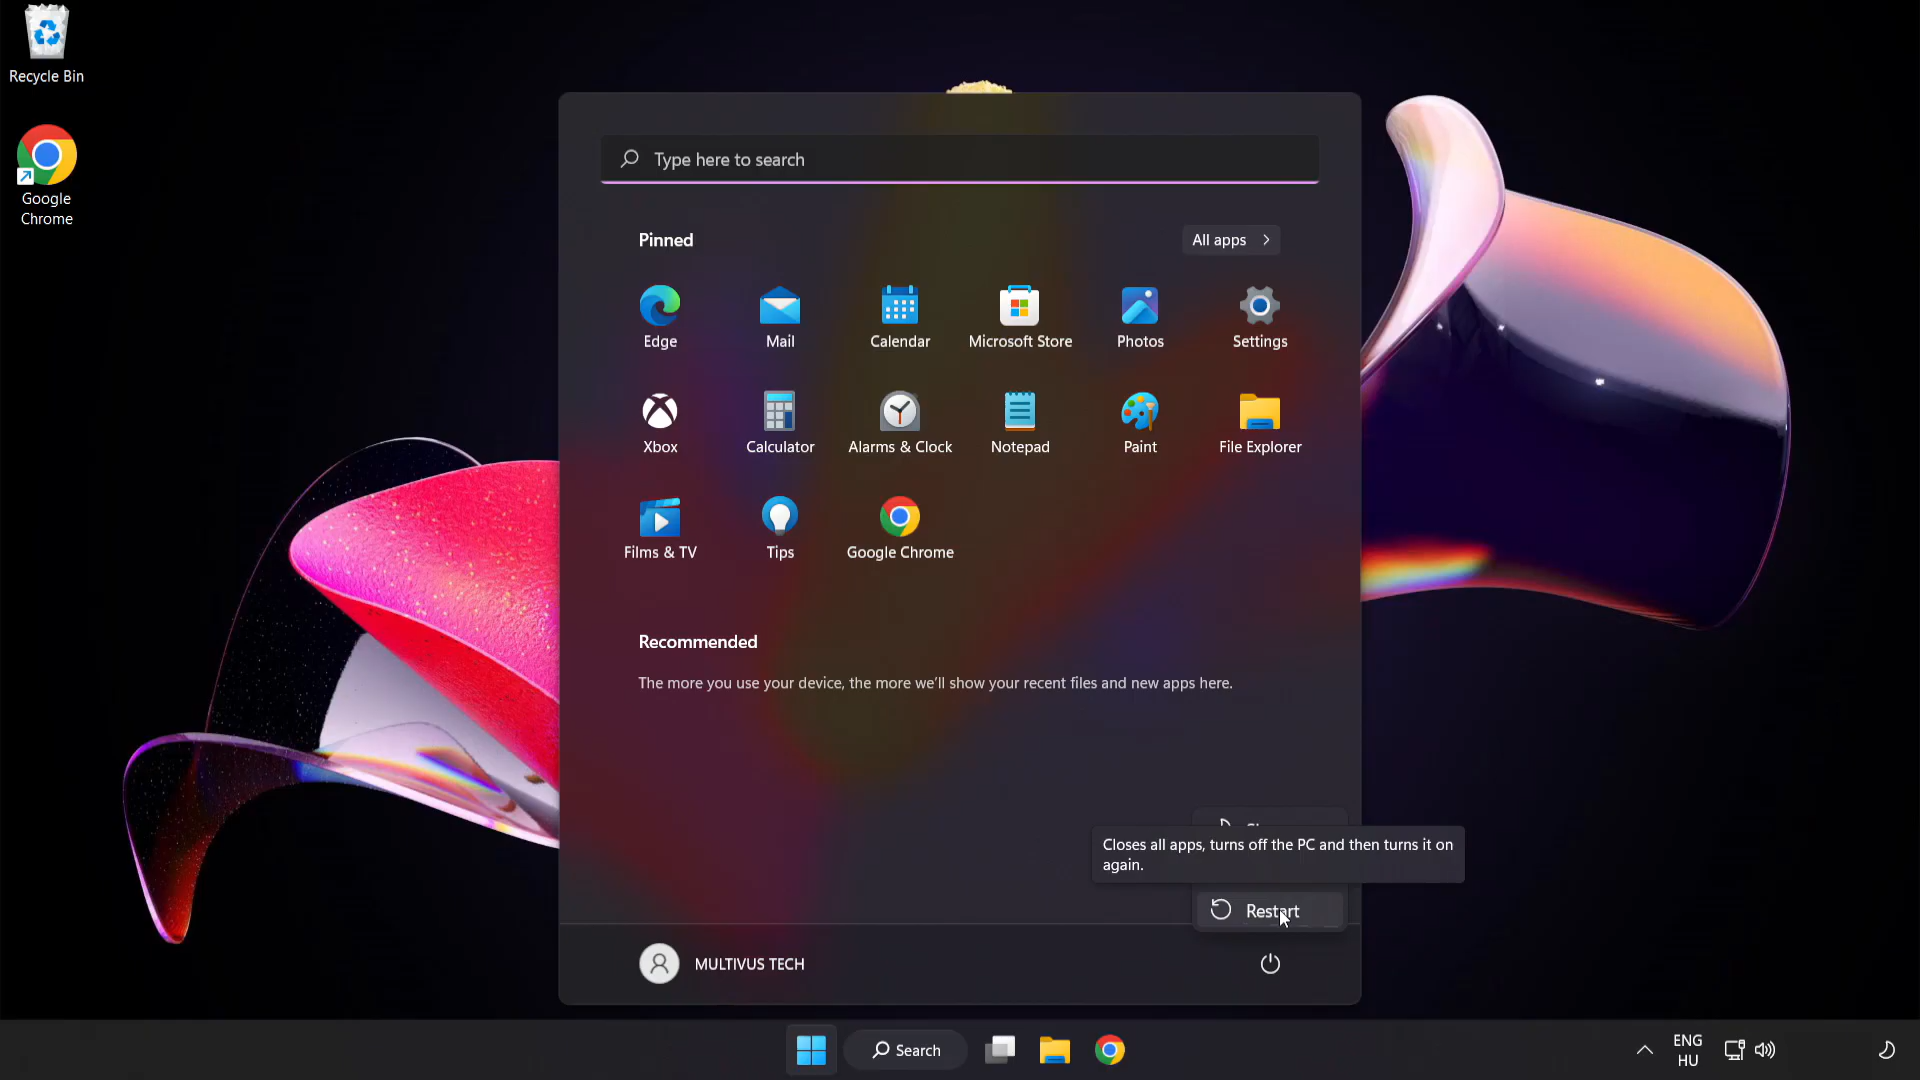 Recycle Bin
Google
Chrome
Type here to search
Pinned
All apps
Edge
Mail
Calendar
Microsoft Store
Photos
Settings
Xbox
Calculator
Alarms & Clock
Notepad
Paint
File Explorer
Films & TV
Tips
Google Chrome
Recommended
The more you use your device, the more we'll show your recent files and new apps here.
Closes all apps, turns off the PC and then turns it on
again.
Restart
MULTIVUS TECH
Search
ENG
HU